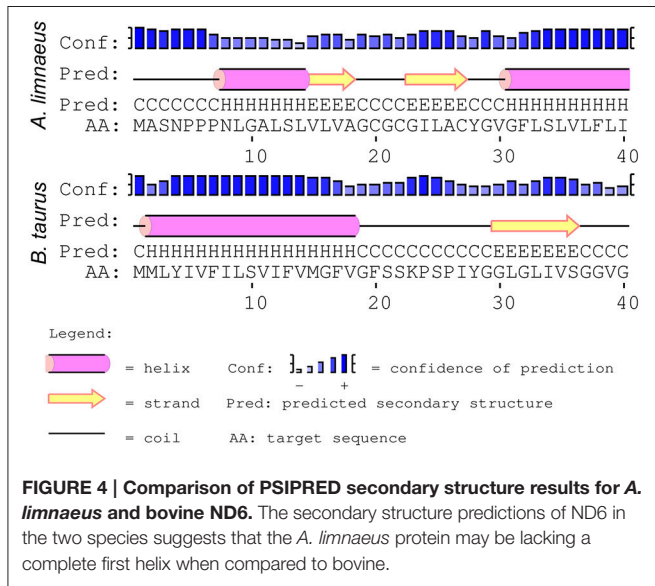 A. limnaeus
Conf:
Pred:
Pred: CCCCCCCHHHHHHHEEEECCCCEEEEECCCHHHHHHHHHH
AA: MASNPPPNLGALSLVLVAGCGCGILACYGVGFLSLVLFLI
10 20 30 40
B. taurus
Conf:
Pred:
Pred: CHHHHHHHHHHHHHHHHHCCCCCCCCCCCEEEEEEECCCC
AA: MMLYIVFILSVIFVMGFVGFSSKPSPIYGGLGLIVSGGVG
10 20 30 40
Legend:
= helix Conf: - + = confidence of prediction
= strand Pred: predicted secondary structure
= coil AA: target sequence
FIGURE 4 | Comparison of PSIPRED secondary structure results for A.
limnaeus and bovine ND6. The secondary structure predictions of ND6 in
the two species suggests that the A. limnaeus protein may be lacking a
complete first helix when compared to bovine.